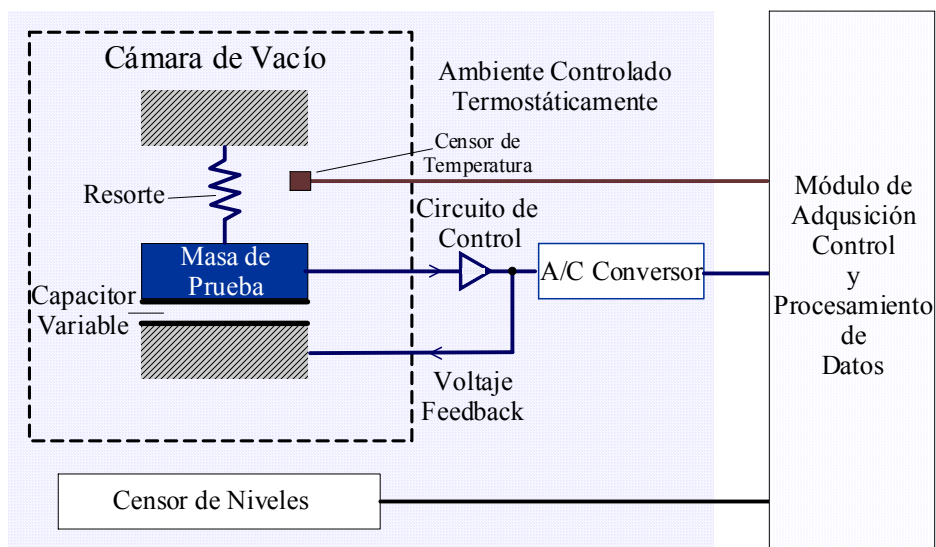 Cámara de Vacío
Ambiente Controlado
Termostáticamente
Censor de
Temperatura
Resorte
Circuito de
Control
Masa de
Prueba
A/C Conversor
Capacitor
Variable
Voltaje
Feedback
Censor de Niveles
Módulo de
Adqusición
Control
y
Procesamiento
de
Datos